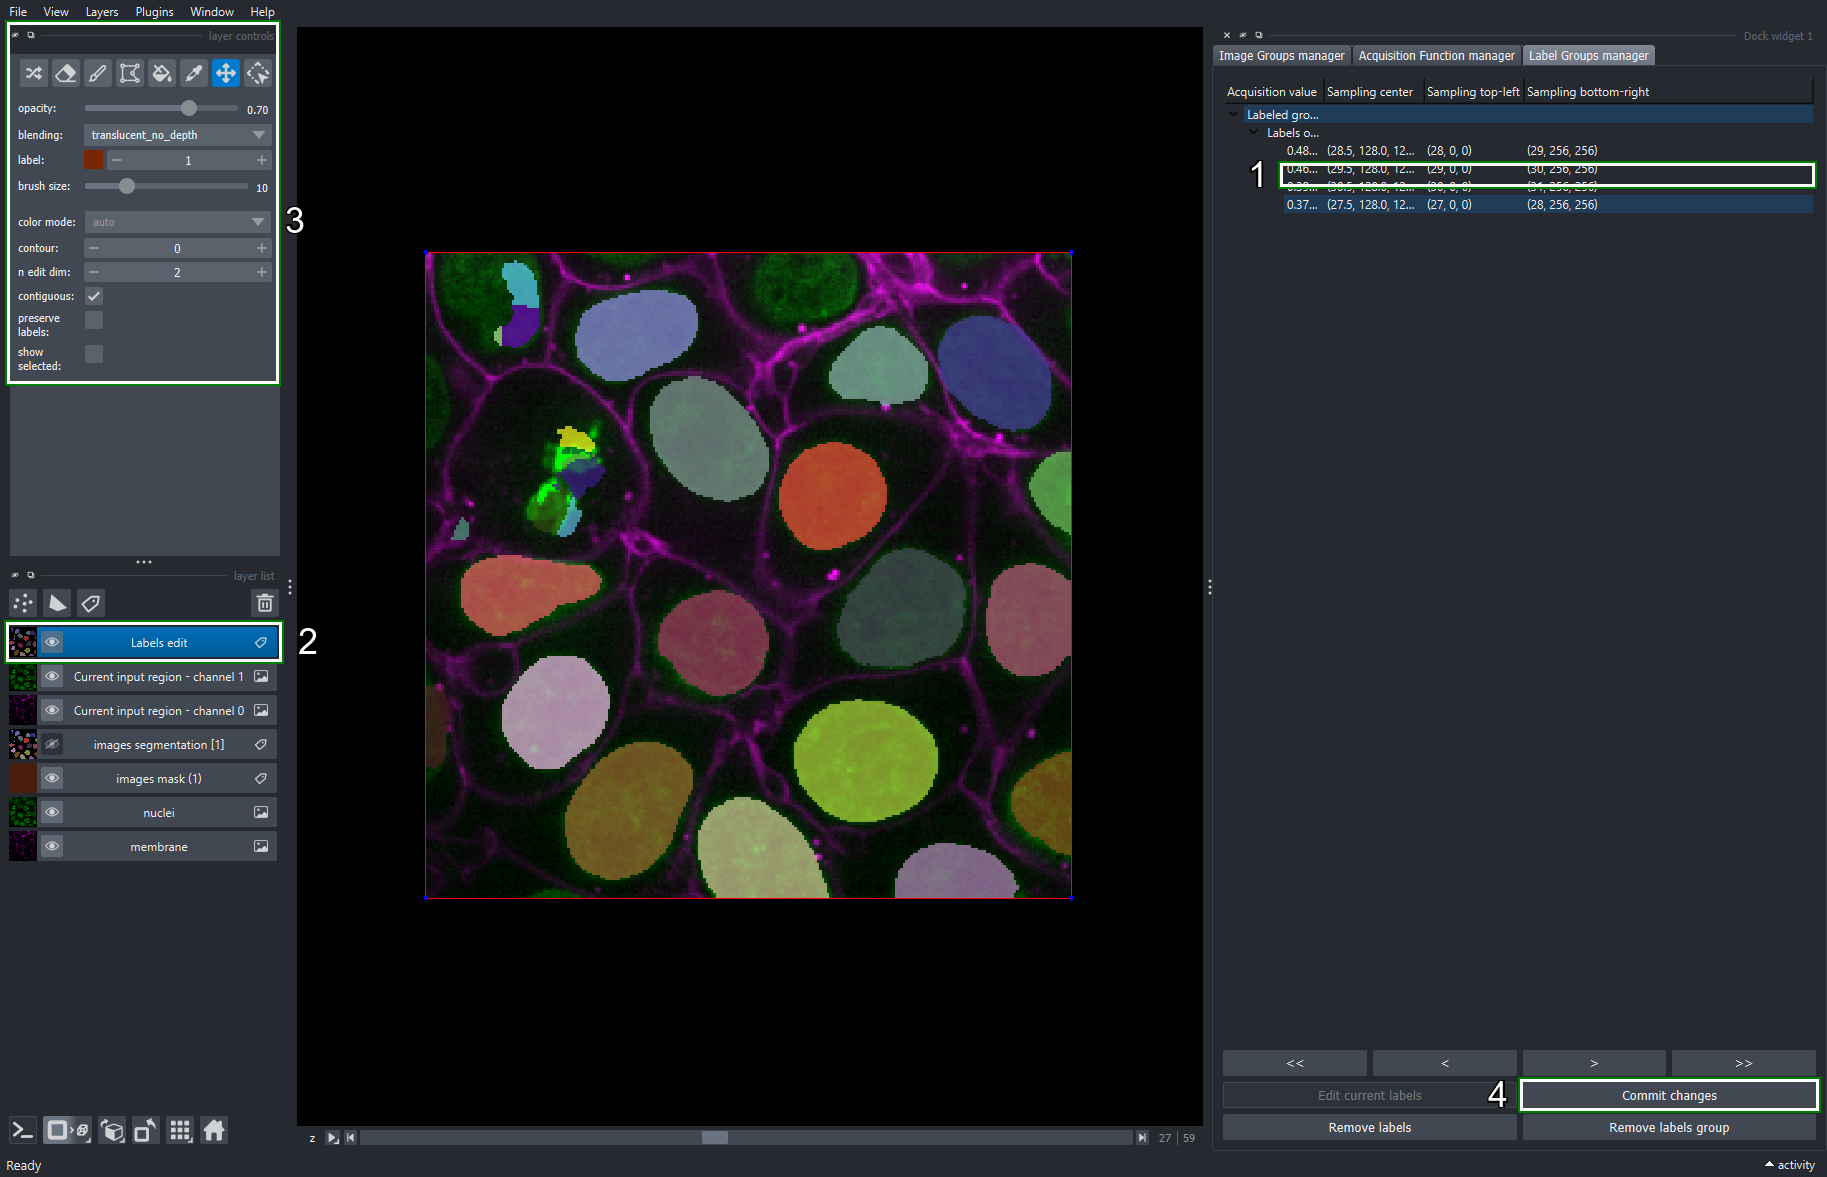 File View Layers Plugins Window Help
layer controls
opacity: 0.70
blending: translucent_no_depth
label: 1
brush size: 10
color mode: auto
contour: 0
n edit dim: 2
contiguous:
preserve labels:
show selected:
3
layer list
Labels edit
2
Current input region - channel 1
Current input region - channel 0
images segmentation [1]
images mask (1)
nuclei
membrane
Ready
z 27 | 59
Dock widget 1
Image Groups manager Acquisition Function manager Label Groups manager
Acquisition value Sampling center Sampling top-left Sampling bottom-right
Labeled gro...
Labels o...
0.48... (28.5, 128.0, 12... (28, 0, 0) (29, 256, 256)
1
0.46... (29.5, 128.0, 12... (29, 0, 0) (30, 256, 256)
0.37... (27.5, 128.0, 12... (27, 0, 0) (28, 256, 256)
<< < > >>
Edit current labels 4 Commit changes
Remove labels Remove labels group
activity